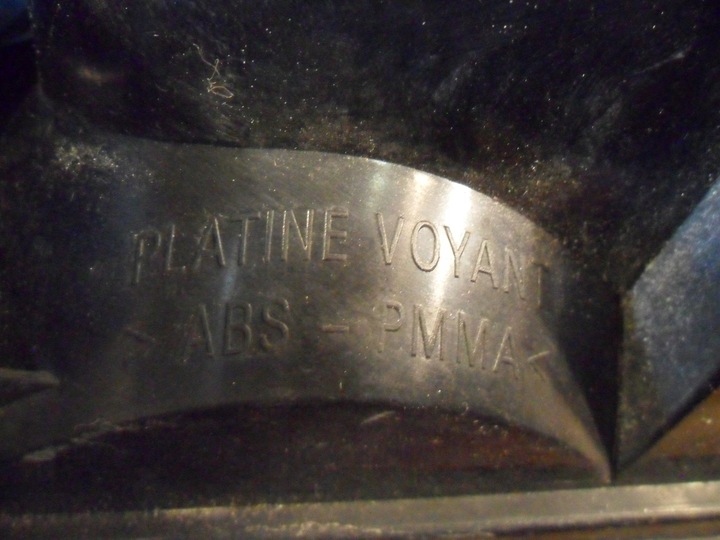 PLATINE VOYANT
> ABS - PMMA <